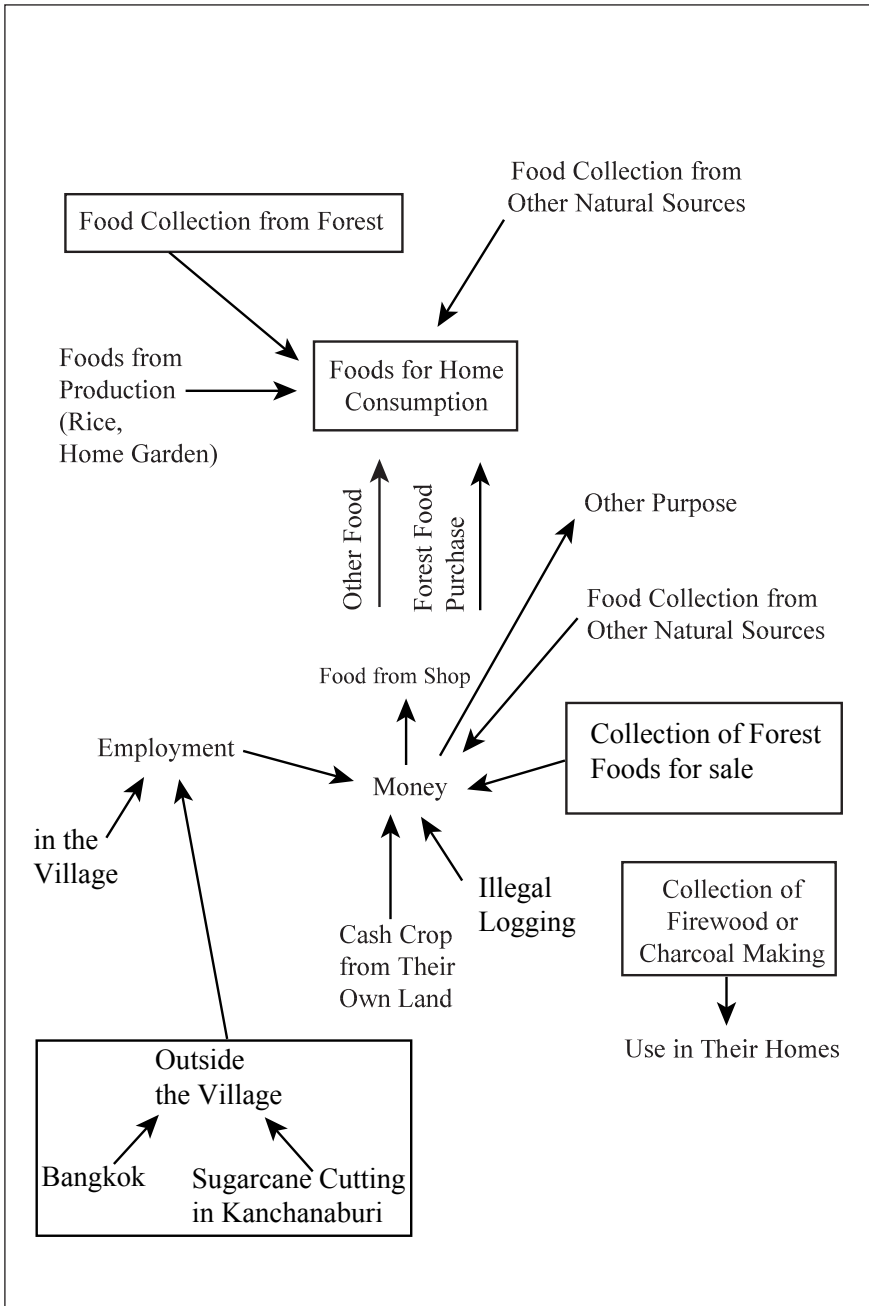 Food Collection from
Other Natural Sources
Food Collection from Forest
Foods from
Production
(Rice,
Home Garden)
Foods for Home
Consumption
Other Food
Forest Food
Purchase
Other Purpose
Food Collection from
Other Natural Sources
Food from Shop
Employment
Money
Collection of Forest
Foods for sale
in the
Village
Illegal
Logging
Cash Crop
from Their
Own Land
Collection of
Firewood or
Charcoal Making
Use in Their Homes
Outside
the Village
Bangkok
Sugarcane Cutting
in Kanchanaburi